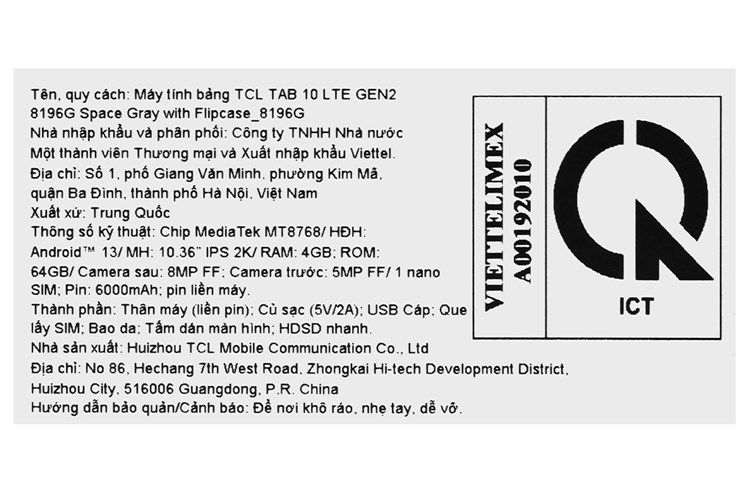 Tên, quy cách: Máy tính bảng TCL TAB 10 LTE GEN2
8196G Space Gray with Flipcase_8196G
Nhà nhập khẩu và phân phối: Công ty TNHH Nhà nước
Một thành viên Thương mại và Xuất nhập khẩu Viettel.
Địa chỉ: Số 1, phố Giang Văn Minh, phường Kim Mã,
quận Ba Đình, thành phố Hà Nội, Việt Nam
Xuất xứ: Trung Quốc
Thông số kỹ thuật: Chip MediaTek MT8768/ HĐH:
Android™ 13/ MH: 10.36" IPS 2K/ RAM: 4GB; ROM:
64GB/ Camera sau: 8MP FF; Camera trước: 5MP FF/ 1 nano
SIM; Pin: 6000mAh; pin liền máy.
Thành phần: Thân máy (liền pin); Củ sạc (5V/2A); USB Cáp; Que
lấy SIM; Bao da; Tấm dán màn hình; HDSD nhanh.
Nhà sản xuất: Huizhou TCL Mobile Communication Co., Ltd
Địa chỉ: No 86, Hechang 7th West Road, Zhongkai Hi-tech Development District,
Huizhou City, 516006 Guangdong, P.R. China
Hướng dẫn bảo quản/Cảnh báo: Để nơi khô ráo, nhẹ tay, dễ vỡ.
VIETTELIMEX
A00192010
ICT